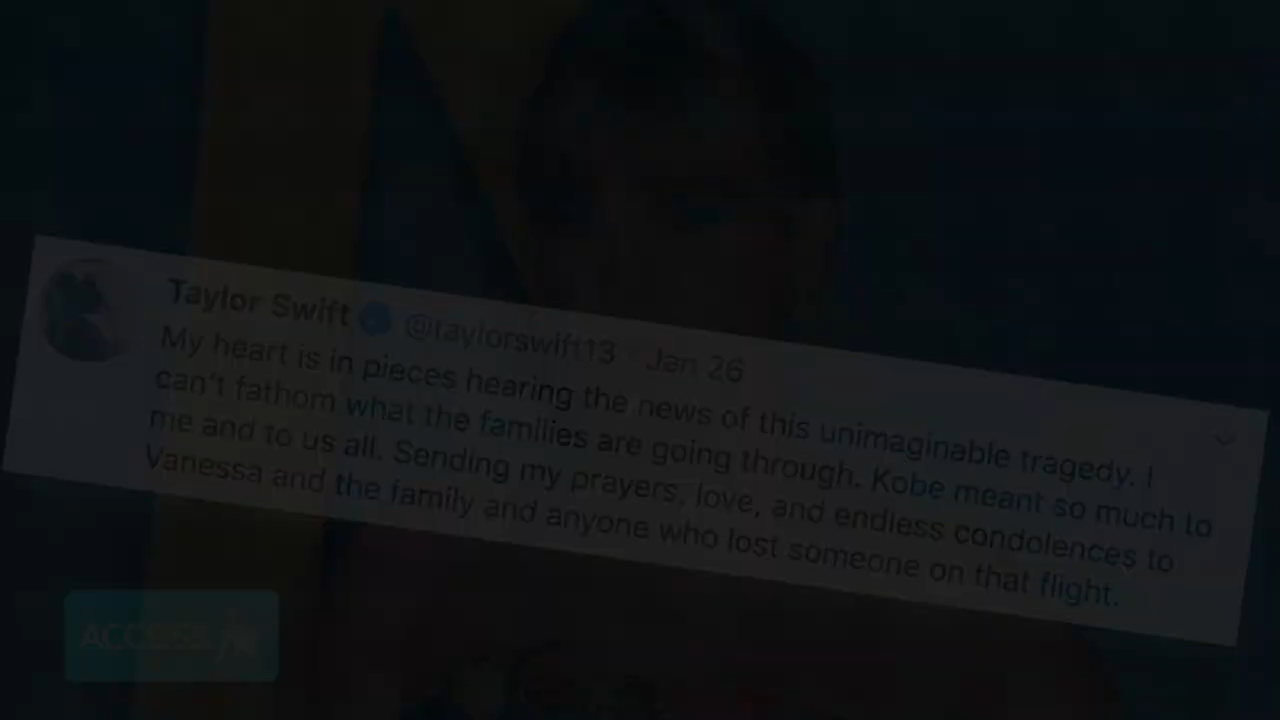 Taylor Swift @taylorswift13 · Jan 26
My heart is in pieces hearing the news of this unimaginable tragedy. I
can't fathom what the families are going through. Kobe meant so much to
me and to us all. Sending my prayers, love, and endless condolences to
Vanessa and the family and anyone who lost someone on that flight.
ACCESS